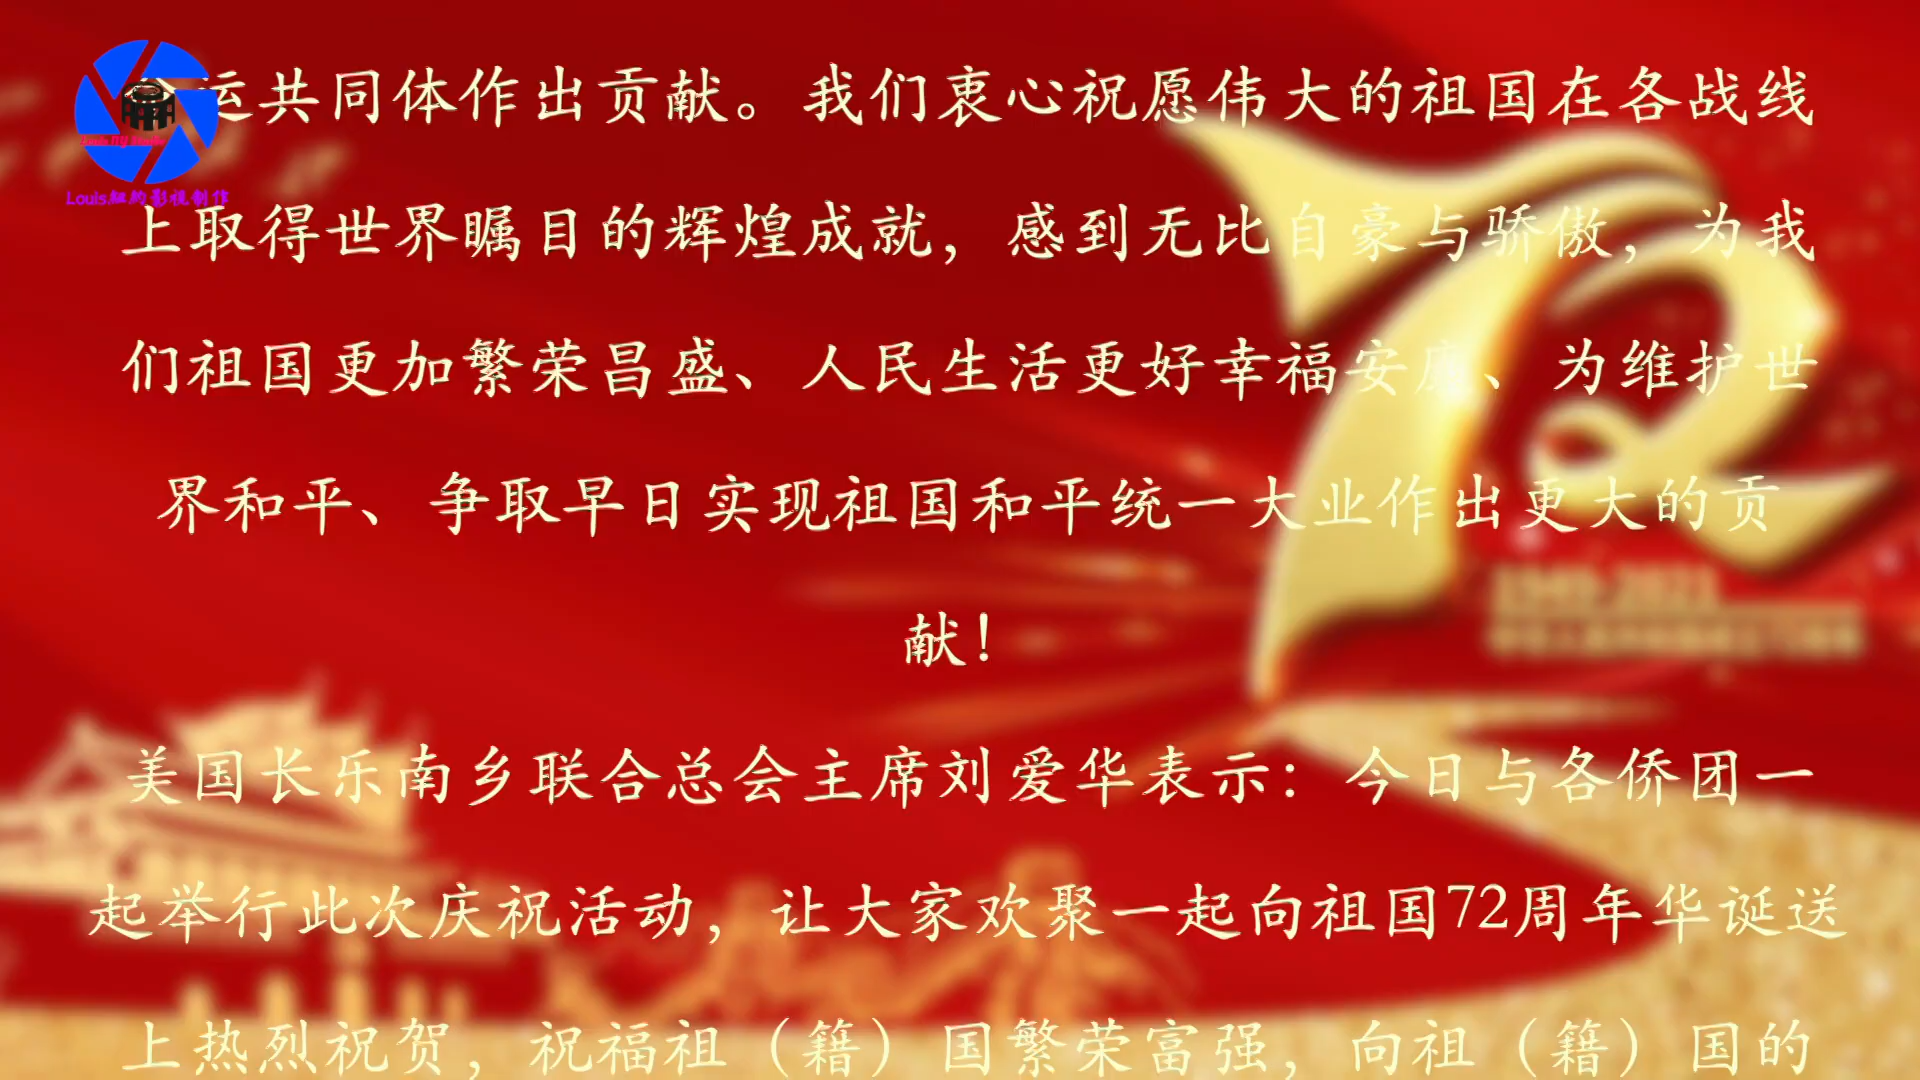 命运共同体作出贡献。我们衷心祝愿伟大的祖国在各战线
Louis纽约影视制作
上取得世界瞩目的辉煌成就，感到无比自豪与骄傲，为我
们祖国更加繁荣昌盛、人民生活更好幸福安康、为维护世
界和平、争取早日实现祖国和平统一大业作出更大的贡
献！
72
1949-2021
美国长乐南乡联合总会主席刘爱华表示：今日与各侨团一
起举行此次庆祝活动，让大家欢聚一起向祖国72周年华诞送
上热烈祝贺，祝福祖（籍）国繁荣富强，向祖（籍）国的